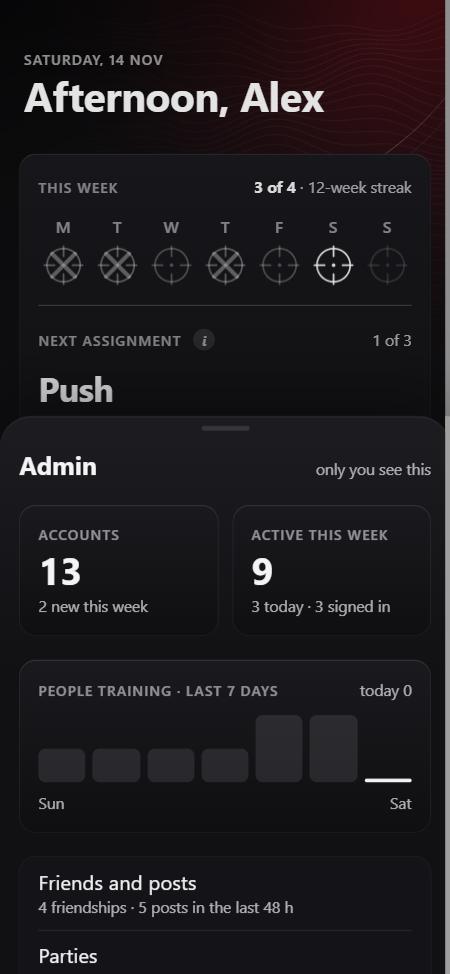 SATURDAY, 14 NOV
Afternoon, Alex
THIS WEEK
3 of 4 · 12-week streak
M T W T F S S
NEXT ASSIGNMENT i
1 of 3
Push
Admin
only you see this
ACCOUNTS
13
2 new this week
ACTIVE THIS WEEK
9
3 today · 3 signed in
PEOPLE TRAINING · LAST 7 DAYS
today 0
Sun
Sat
Friends and posts
4 friendships · 5 posts in the last 48 h
Parties